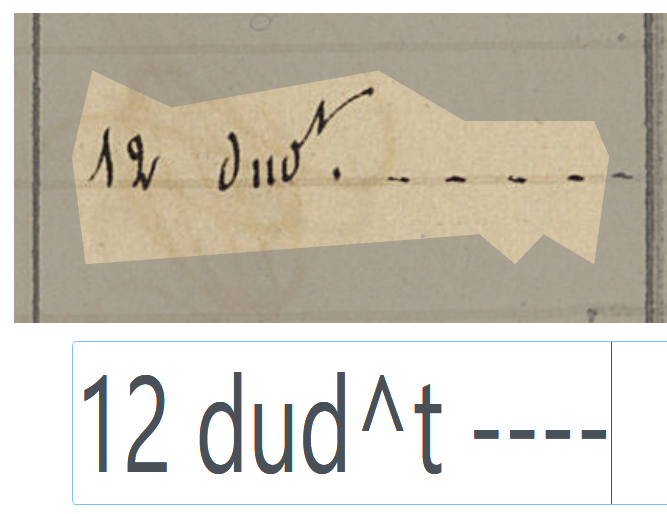 12 dud^t. - - - - -
12 dud^t ----